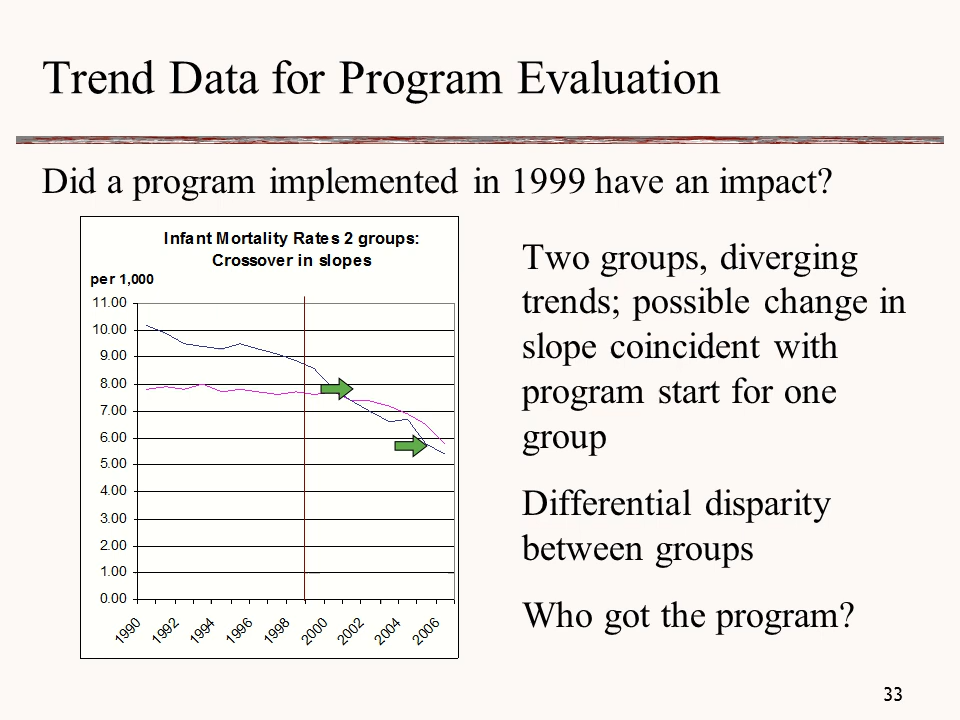 Trend Data for Program Evaluation
Did a program implemented in 1999 have an impact?
Infant Mortality Rates 2 groups:
Crossover in slopes
per 1,000
11.00
10.00
9.00
8.00
7.00
6.00
5.00
4.00
3.00
2.00
1.00
0.00
1990
1992
1994
1996
1998
2000
2002
2004
2006
Two groups, diverging
trends; possible change in
slope coincident with
program start for one
group
Differential disparity
between groups
Who got the program?
33